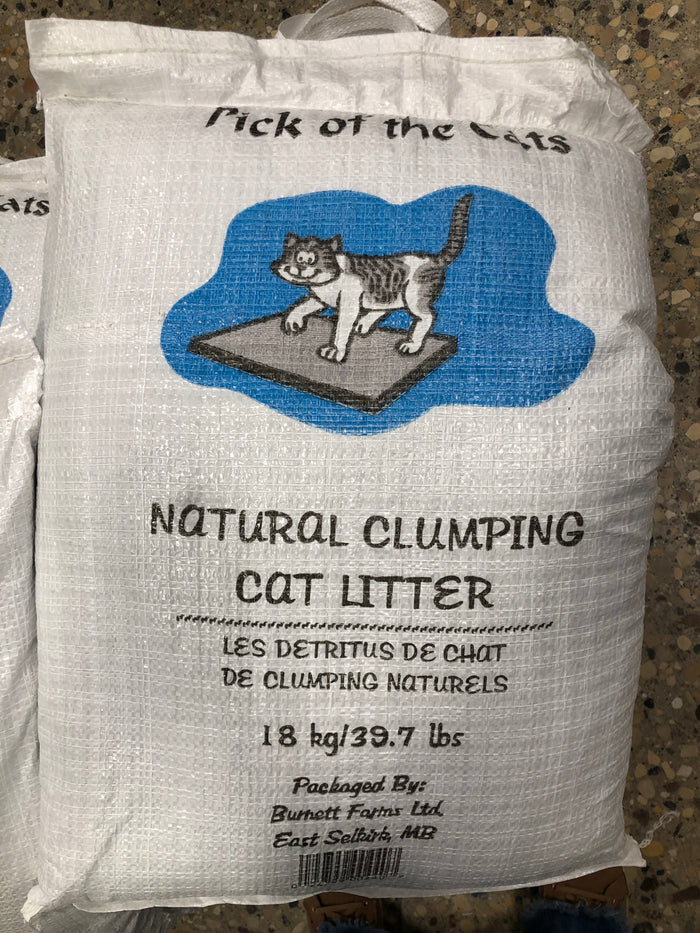 Pick of the Cats
ats
NATURAL CLUMPING
CAT LITTER
LES DETRITUS DE CHAT
DE CLUMPING NATURELS
18 kg/39.7 lbs
Packaged By:
Burnett Farms Ltd.
East Selkirk, MB